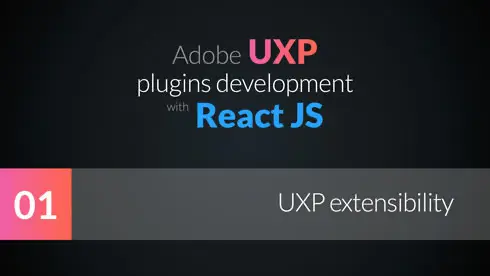 Adobe UXP
plugins development
with React JS
01
UXP extensibility